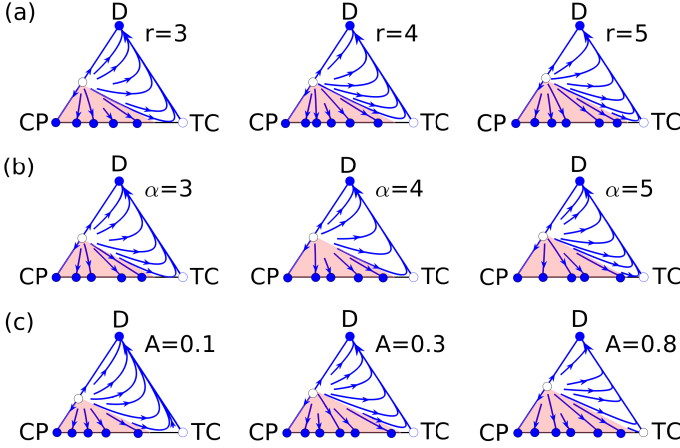 (a)
D D D
r=3 r=4 r=5
CP TC CP TC CP TC
(b)
D D D
α=3 α=4 α=5
CP TC CP TC CP TC
(c)
D D D
A=0.1 A=0.3 A=0.8
CP TC CP TC CP TC